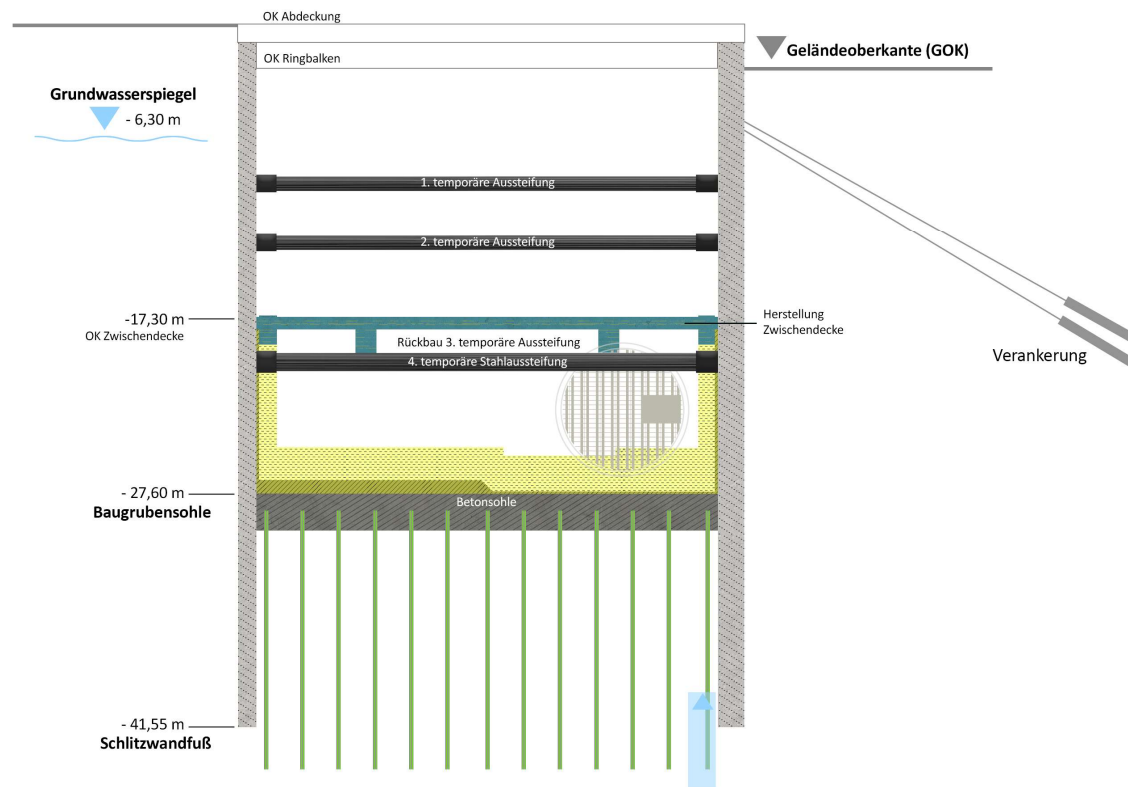 OK Abdeckung
OK Ringbalken
Geländeoberkante (GOK)
Grundwasserspiegel
- 6,30 m
1. temporäre Aussteifung
2. temporäre Aussteifung
-17,30 m
OK Zwischendecke
Herstellung
Zwischendecke
Rückbau 3. temporäre Aussteifung
4. temporäre Stahlaussteifung
Verankerung
- 27,60 m
Baugrubensohle
Betonsohle
- 41,55 m
Schlitzwandfuß